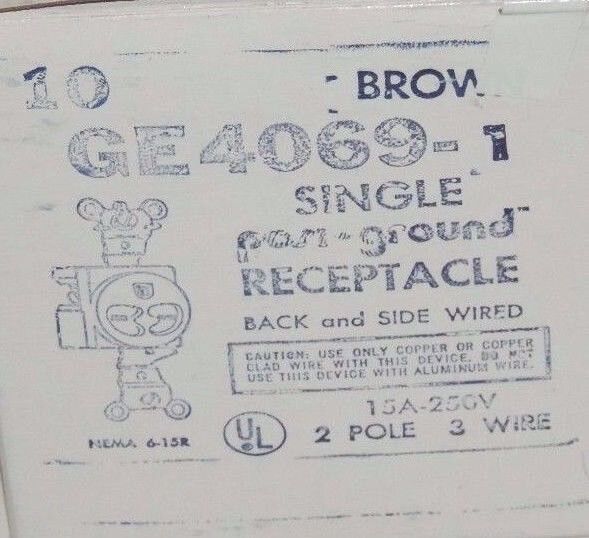 10 BROW
GE4069-1
SINGLE
posi-ground™
RECEPTACLE
BACK and SIDE WIRED
CAUTION: USE ONLY COPPER OR COPPER
CLAD WIRE WITH THIS DEVICE. DO NOT
USE THIS DEVICE WITH ALUMINUM WIRE.
15A-250V
NEMA 6-15R UL 2 POLE 3 WIRE